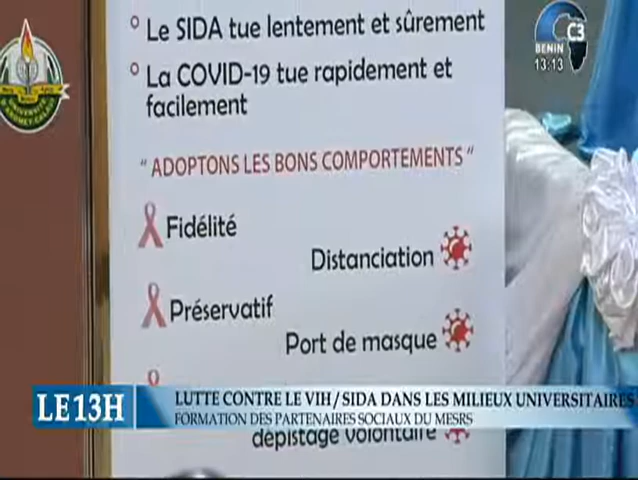 ° Le SIDA tue lentement et sûrement
° La COVID-19 tue rapidement et
facilement
C3
BENIN
13:13
" ADOPTONS LES BONS COMPORTEMENTS "
Fidélité
Distanciation
Préservatif
Port de masque
LE13H
LUTTE CONTRE LE VIH/SIDA DANS LES MILIEUX UNIVERSITAIRES
FORMATION DES PARTENAIRES SOCIAUX DU MESRS
dépistage volontaire